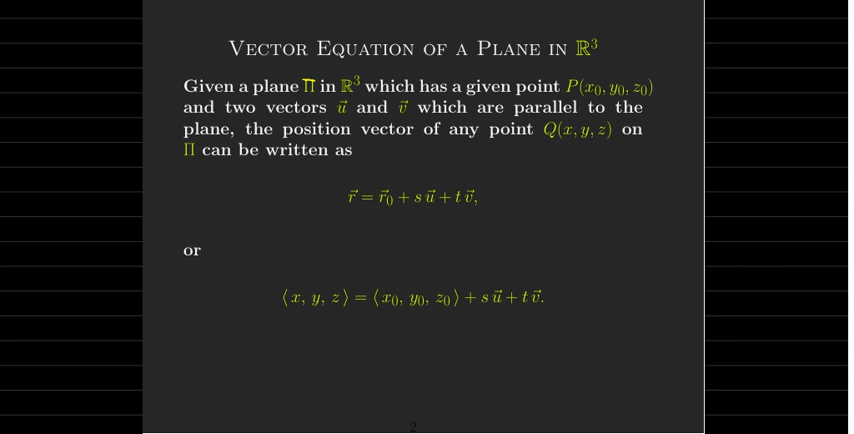 Vector Equation of a Plane in ℝ³
Given a plane Π in ℝ³ which has a given point P(x₀, y₀, z₀)
and two vectors u⃗ and v⃗ which are parallel to the
plane, the position vector of any point Q(x, y, z) on
Π can be written as
r⃗ = r⃗₀ + s u⃗ + t v⃗,
or
⟨ x, y, z ⟩ = ⟨ x₀, y₀, z₀ ⟩ + s u⃗ + t v⃗.
2